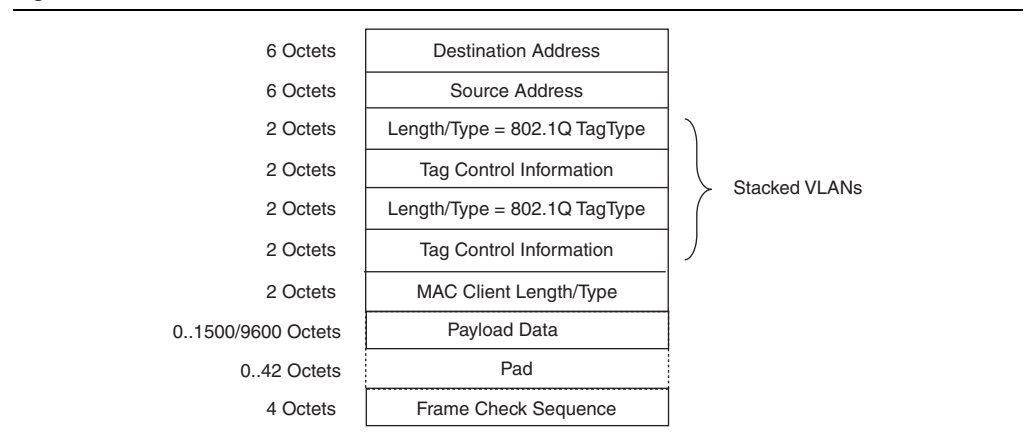 6 Octets Destination Address
6 Octets Source Address
2 Octets Length/Type = 802.1Q TagType
2 Octets Tag Control Information
Stacked VLANs
2 Octets Length/Type = 802.1Q TagType
2 Octets Tag Control Information
2 Octets MAC Client Length/Type
0..1500/9600 Octets Payload Data
0..42 Octets Pad
4 Octets Frame Check Sequence